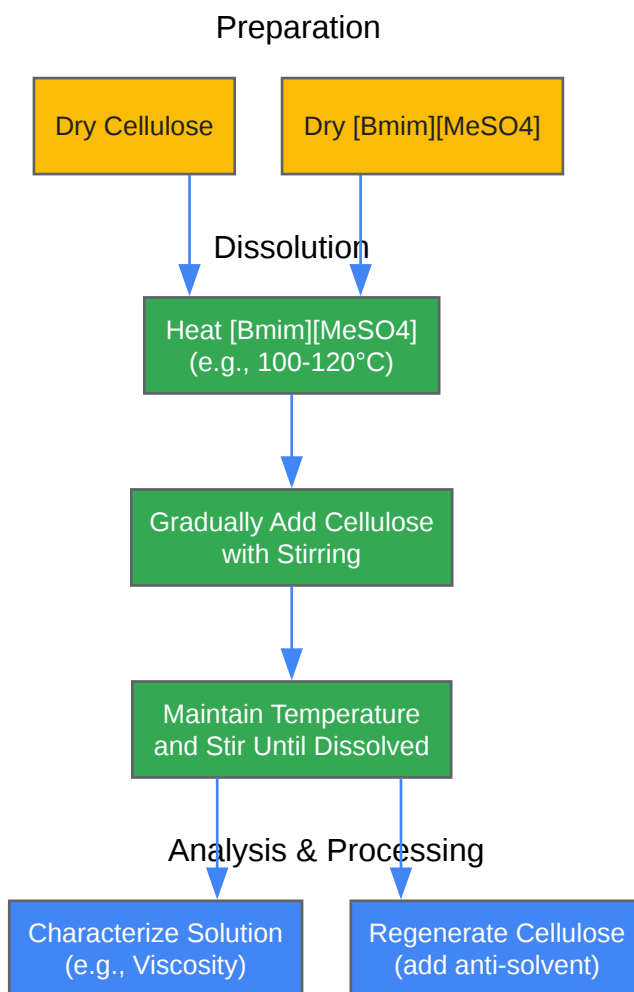 Preparation
Dry Cellulose
Dry [Bmim][MeSO4]
Dissolution
Heat [Bmim][MeSO4]
(e.g., 100-120°C)
Gradually Add Cellulose
with Stirring
Maintain Temperature
and Stir Until Dissolved
Analysis & Processing
Characterize Solution
(e.g., Viscosity)
Regenerate Cellulose
(add anti-solvent)